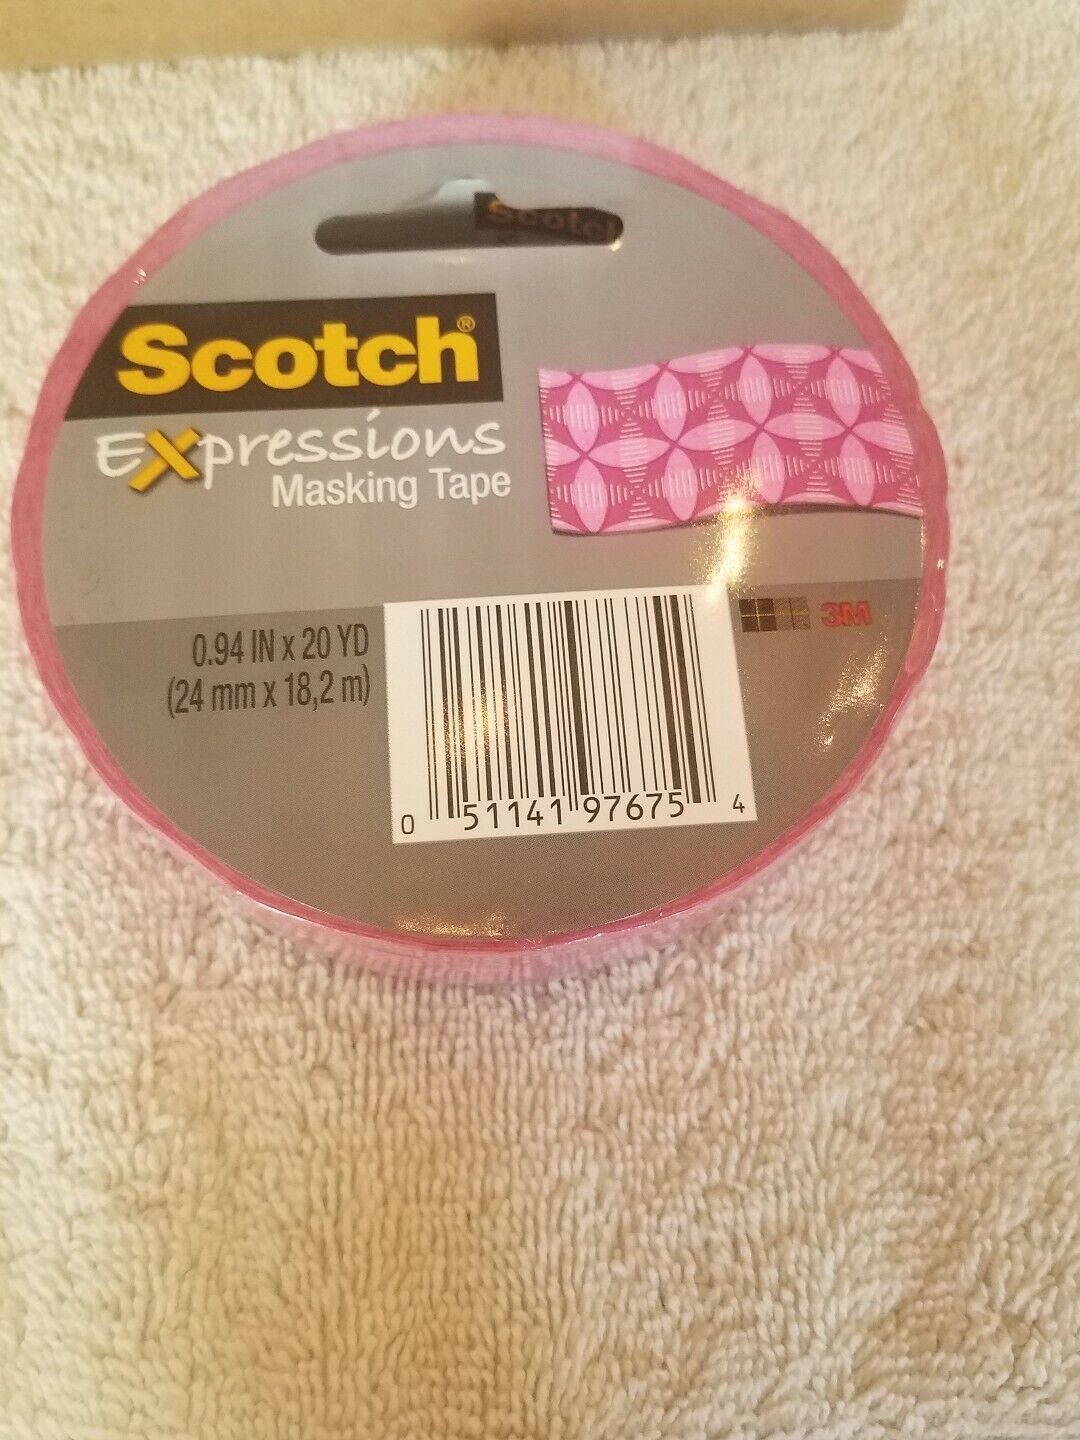 Scotch
Scotch®
Expressions
Masking Tape
0.94 IN x 20 YD
(24 mm x 18,2 m)
3M
0 51141 97675 4